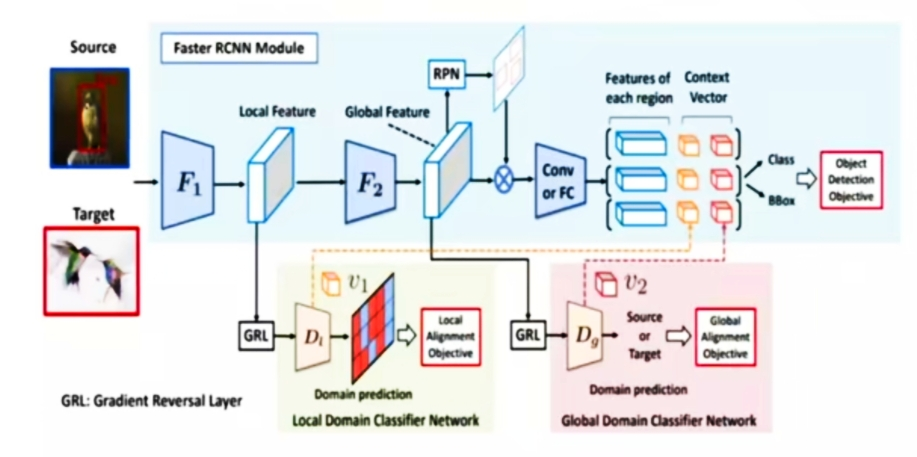 Source
Faster RCNN Module
RPN
Features of
each region
Context
Vector
Local Feature
Global Feature
F1
F2
Conv
or FC
Class
BBox
Object
Detection
Objective
Target
v1
v2
GRL
Dl
Local
Alignment
Objective
GRL
Dg
Source
or
Target
Global
Alignment
Objective
Domain prediction
Domain prediction
GRL: Gradient Reversal Layer
Local Domain Classifier Network
Global Domain Classifier Network